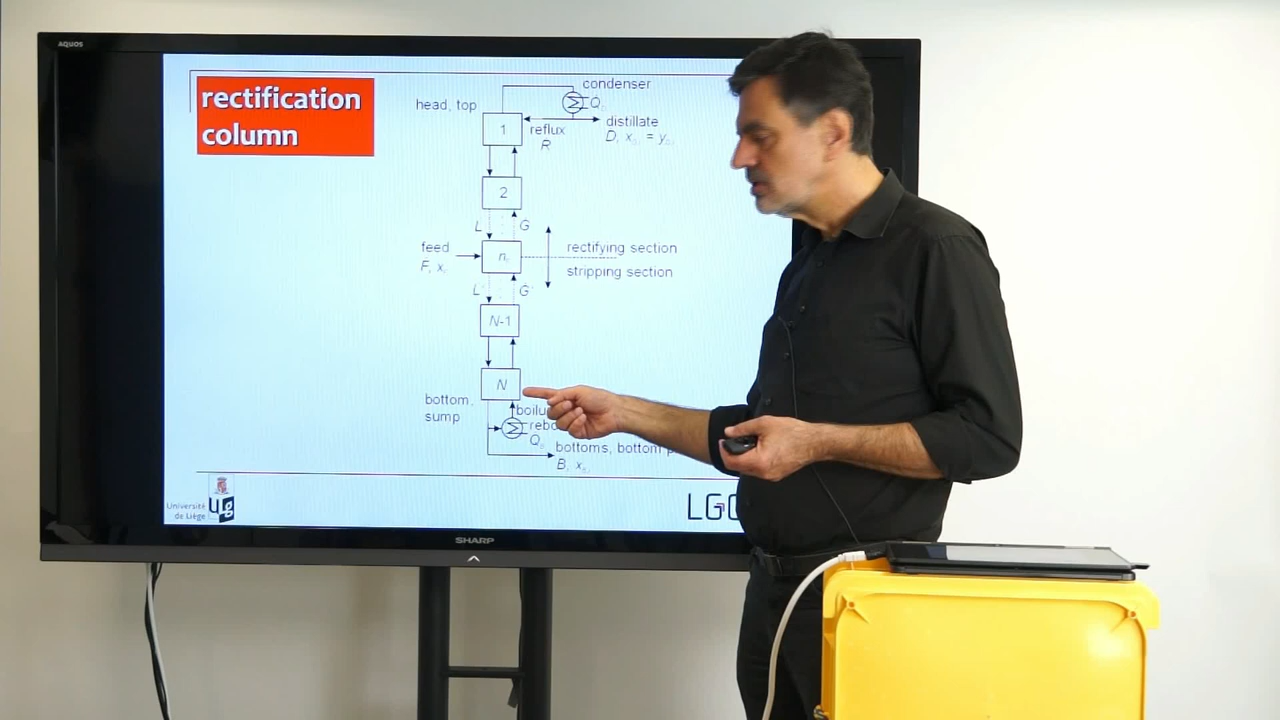 AQUOS
rectification
column
condenser
head, top
distillate
1
reflux
R
2
L
G
feed
rectifying section
stripping section
L'
G'
N-1
N
bottom,
sump
bottoms, bottom
SHARP
Université
de Liège